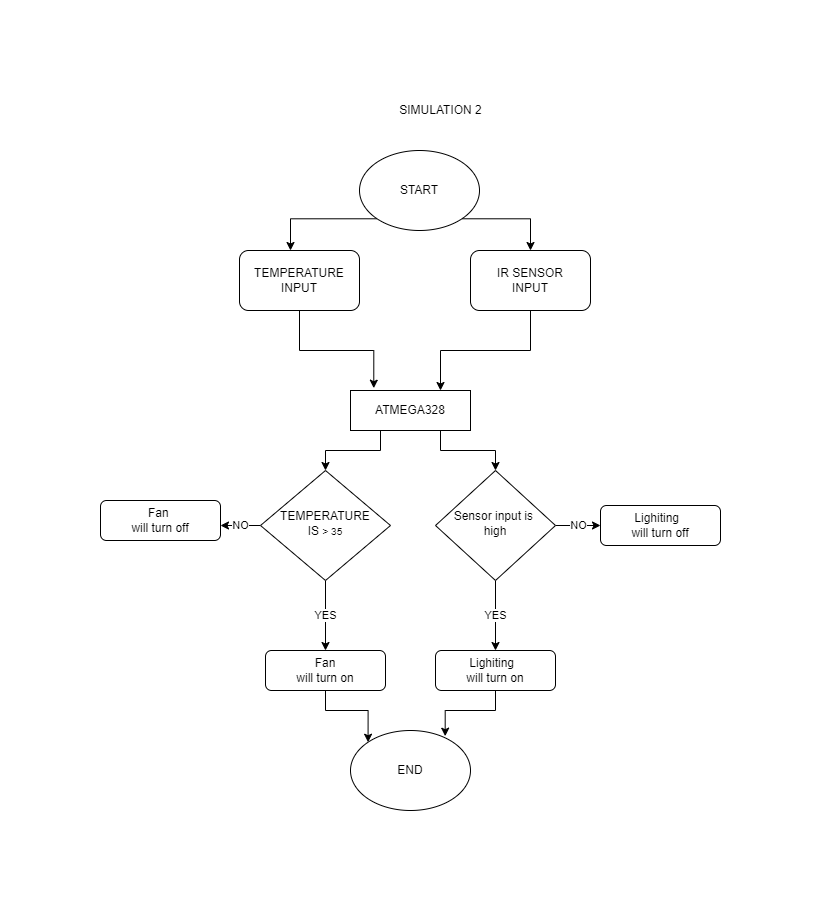 SIMULATION 2
START
TEMPERATURE
INPUT
IR SENSOR
INPUT
ATMEGA328
Fan
will turn off
NO
TEMPERATURE
IS > 35
Sensor input is
high
NO
Lighiting
will turn off
YES
YES
Fan
will turn on
Lighiting
will turn on
END